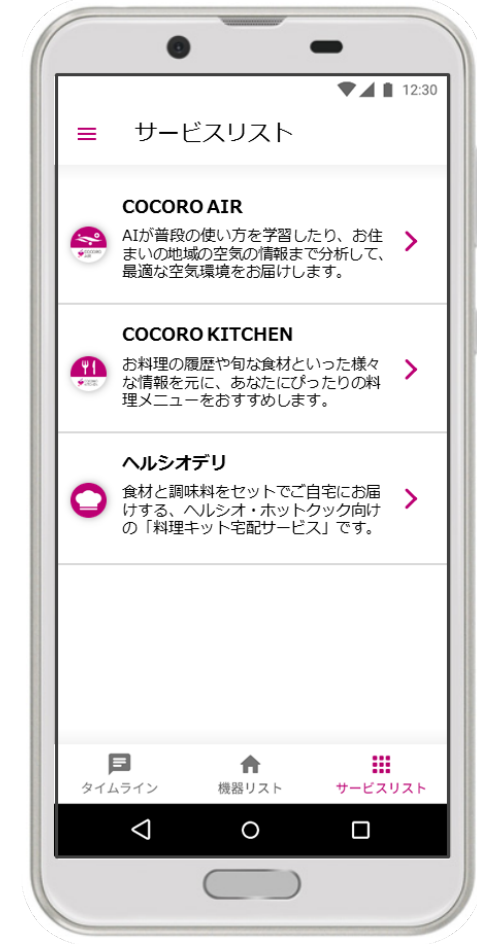 12:30
サービスリスト
COCORO AIR
AIが普段の使い方を学習したり、お住
まいの地域の空気の情報まで分析して、
最適な空気環境をお届けします。
COCORO KITCHEN
お料理の履歴や旬な食材といった様々
な情報を元に、あなたにぴったりの料
理メニューをおすすめします。
ヘルシオデリ
食材と調味料をセットでご自宅にお届
けする、ヘルシオ・ホットクック向け
の「料理キット宅配サービス」です。
タイムライン
機器リスト
サービスリスト